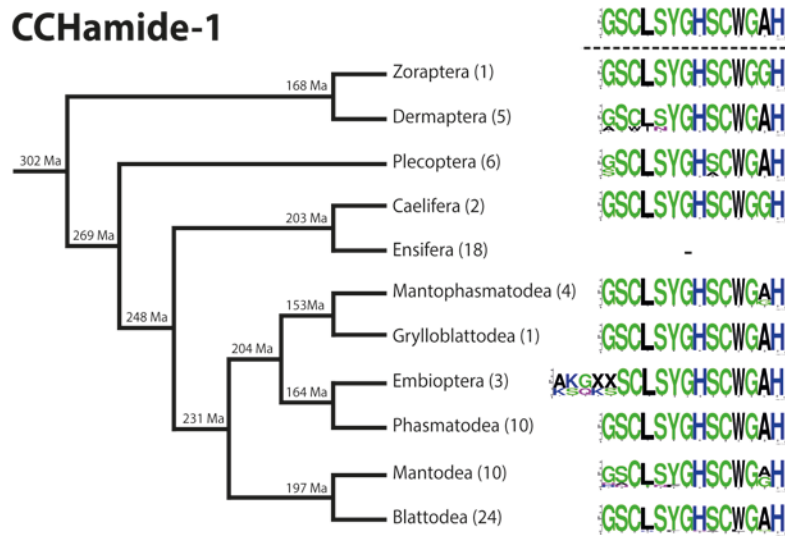 CCHamide-1
GSCLSYGHSCWGAH
168 Ma
Zoraptera (1)
GSCLSYGHSCWGGH
Dermaptera (5)
GSCLSYGHSCWGAH
302 Ma
Plecoptera (6)
GSCLSYGHSCWGAH
269 Ma
203 Ma
Caelifera (2)
GSCLSYGHSCWGGH
Ensifera (18)
-
248 Ma
153Ma
Mantophasmatodea (4)
GSCLSYGHSCWGAH
204 Ma
Grylloblattodea (1)
GSCLSYGHSCWGAH
164 Ma
Embioptera (3)
AKGXXSCLSYGHSCWGAH
KSQKS
231 Ma
Phasmatodea (10)
GSCLSYGHSCWGAH
197 Ma
Mantodea (10)
GSCLSYGHSCWGAH
Blattodea (24)
GSCLSYGHSCWGAH